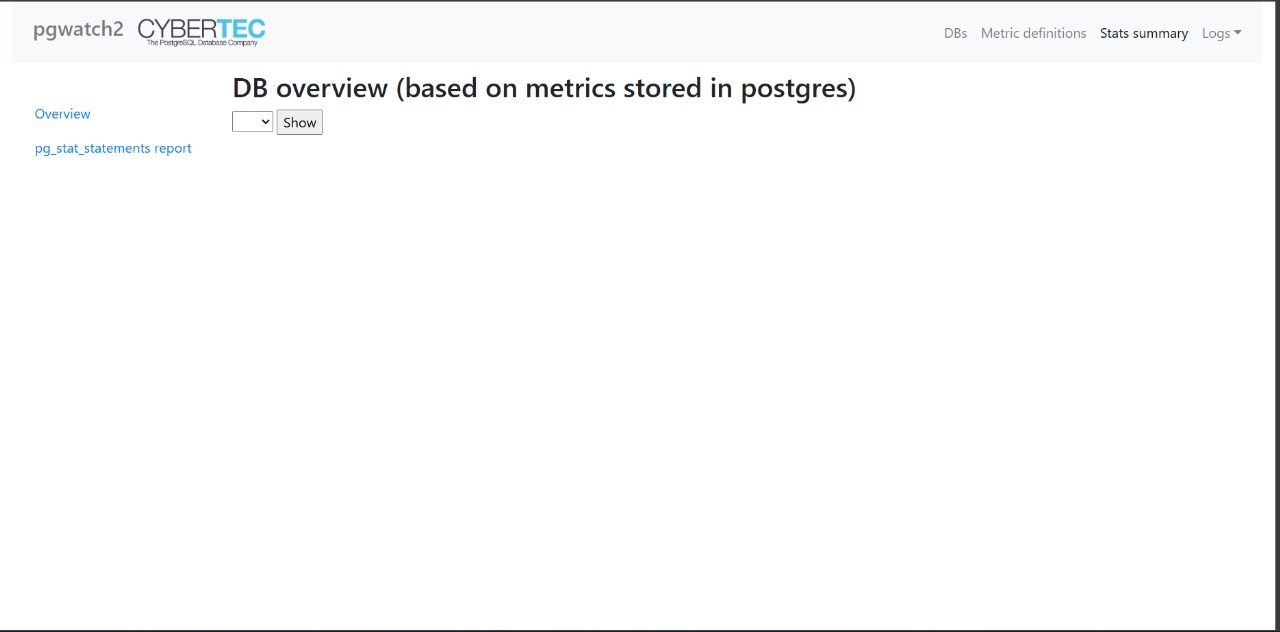 pgwatch2 CYBERTEC DBs Metric definitions Stats summary Logs
The PostgreSQL Database Company
DB overview (based on metrics stored in postgres)
Overview
Show
pg_stat_statements report